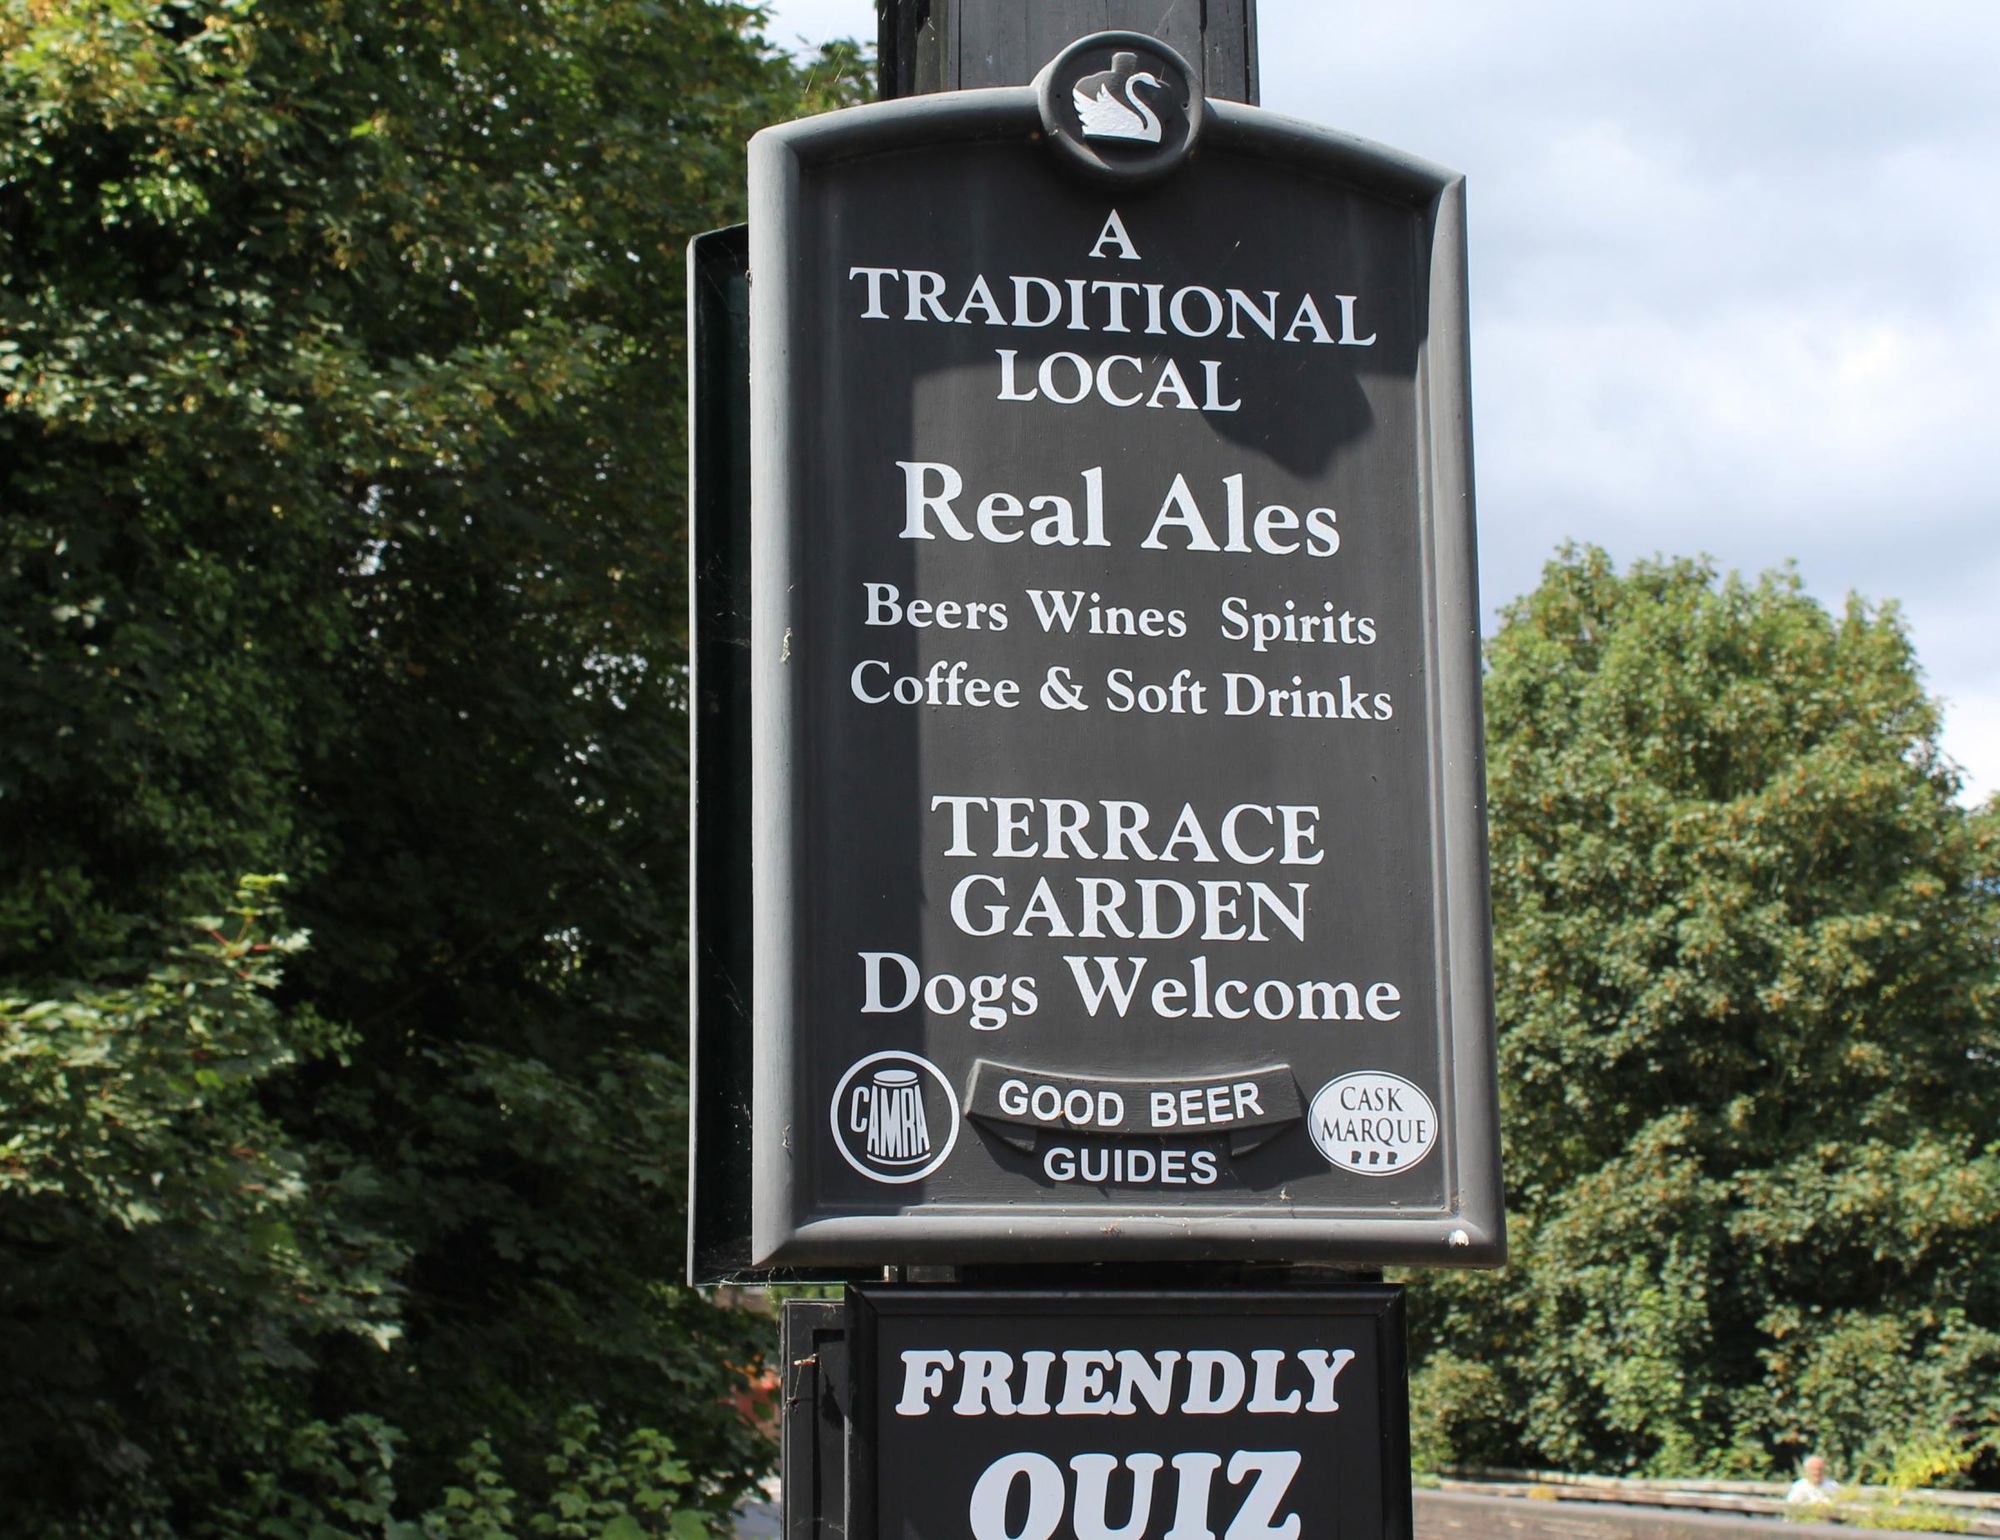 A
TRADITIONAL
LOCAL
Real Ales
Beers Wines Spirits
Coffee & Soft Drinks
TERRACE
GARDEN
Dogs Welcome
CAMRA
GOOD BEER
GUIDES
CASK
MARQUE
FRIENDLY
QUIZ